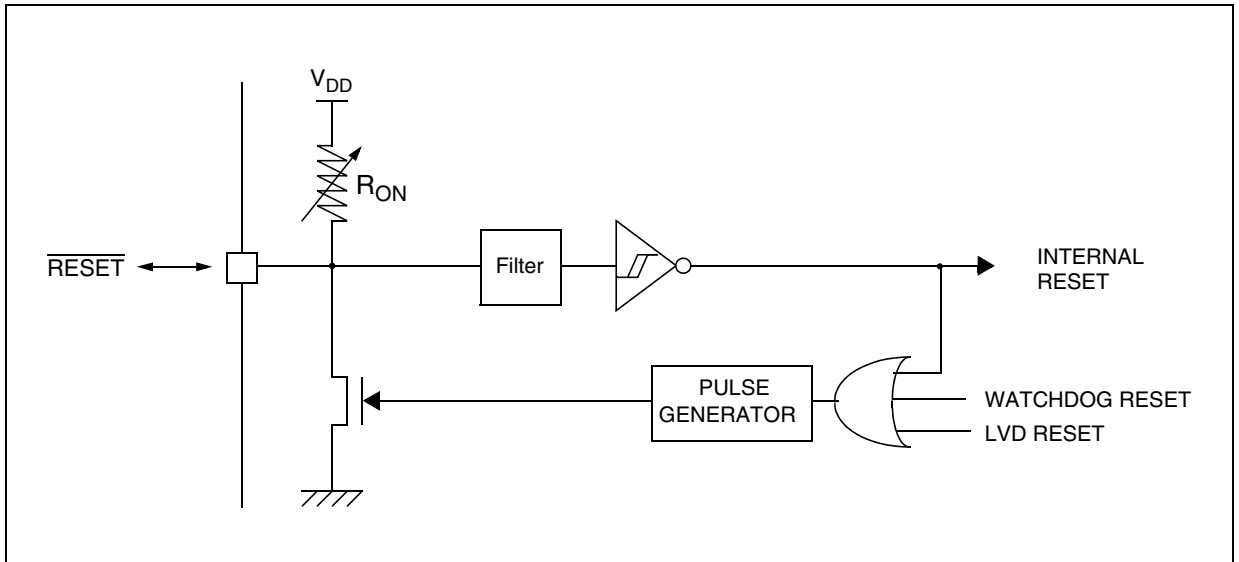 VDD
RON
RESET
Filter
INTERNAL
RESET
PULSE
GENERATOR
WATCHDOG RESET
LVD RESET